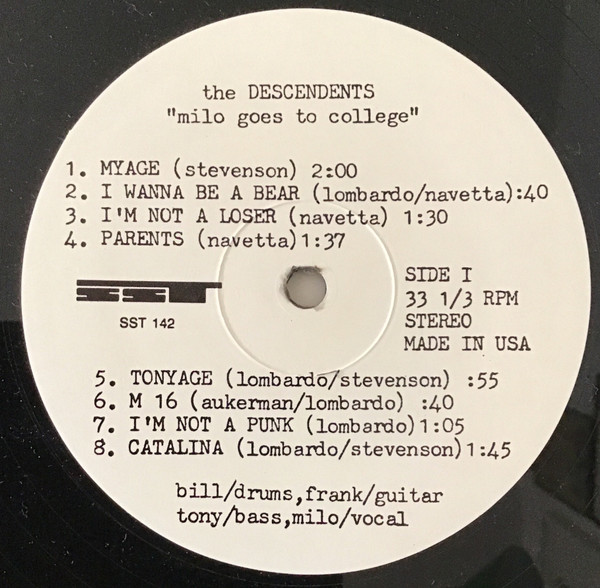 the DESCENDENTS
"milo goes to college"
1. MYAGE (stevenson) 2:00
2. I WANNA BE A BEAR (lombardo/navetta):40
3. I'M NOT A LOSER (navetta) 1:30
4. PARENTS (navetta)1:37
SST
SST 142
SIDE I
33 1/3 RPM
STEREO
MADE IN USA
5. TONYAGE (lombardo/stevenson) :55
6. M 16 (aukerman/lombardo) :40
7. I'M NOT A PUNK (lombardo)1:05
8. CATALINA (lombardo/stevenson)1:45
bill/drums,frank/guitar
tony/bass,milo/vocal